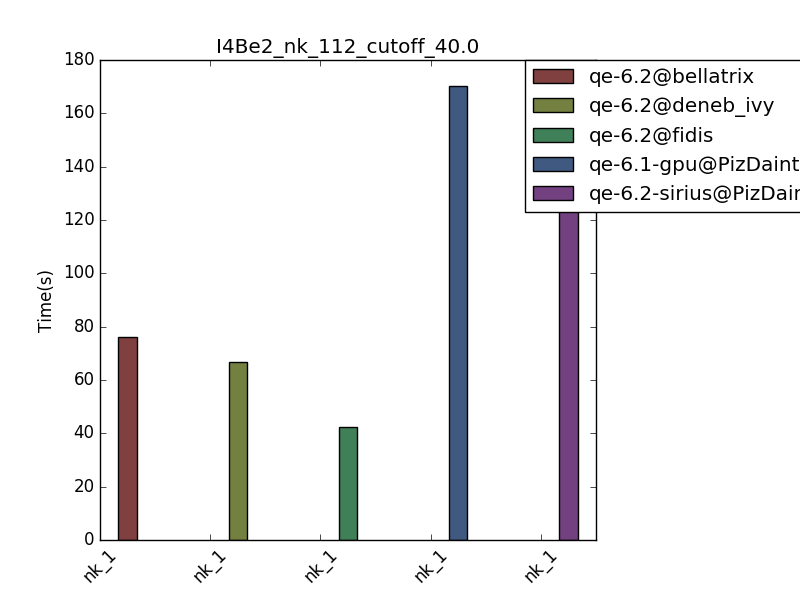 I4Be2_nk_112_cutoff_40.0
180
160
140
120
100
80
60
40
20
0
Time(s)
nk_1
nk_1
nk_1
nk_1
nk_1
qe-6.2@bellatrix
qe-6.2@deneb_ivy
qe-6.2@fidis
qe-6.1-gpu@PizDaint
qe-6.2-sirius@PizDain